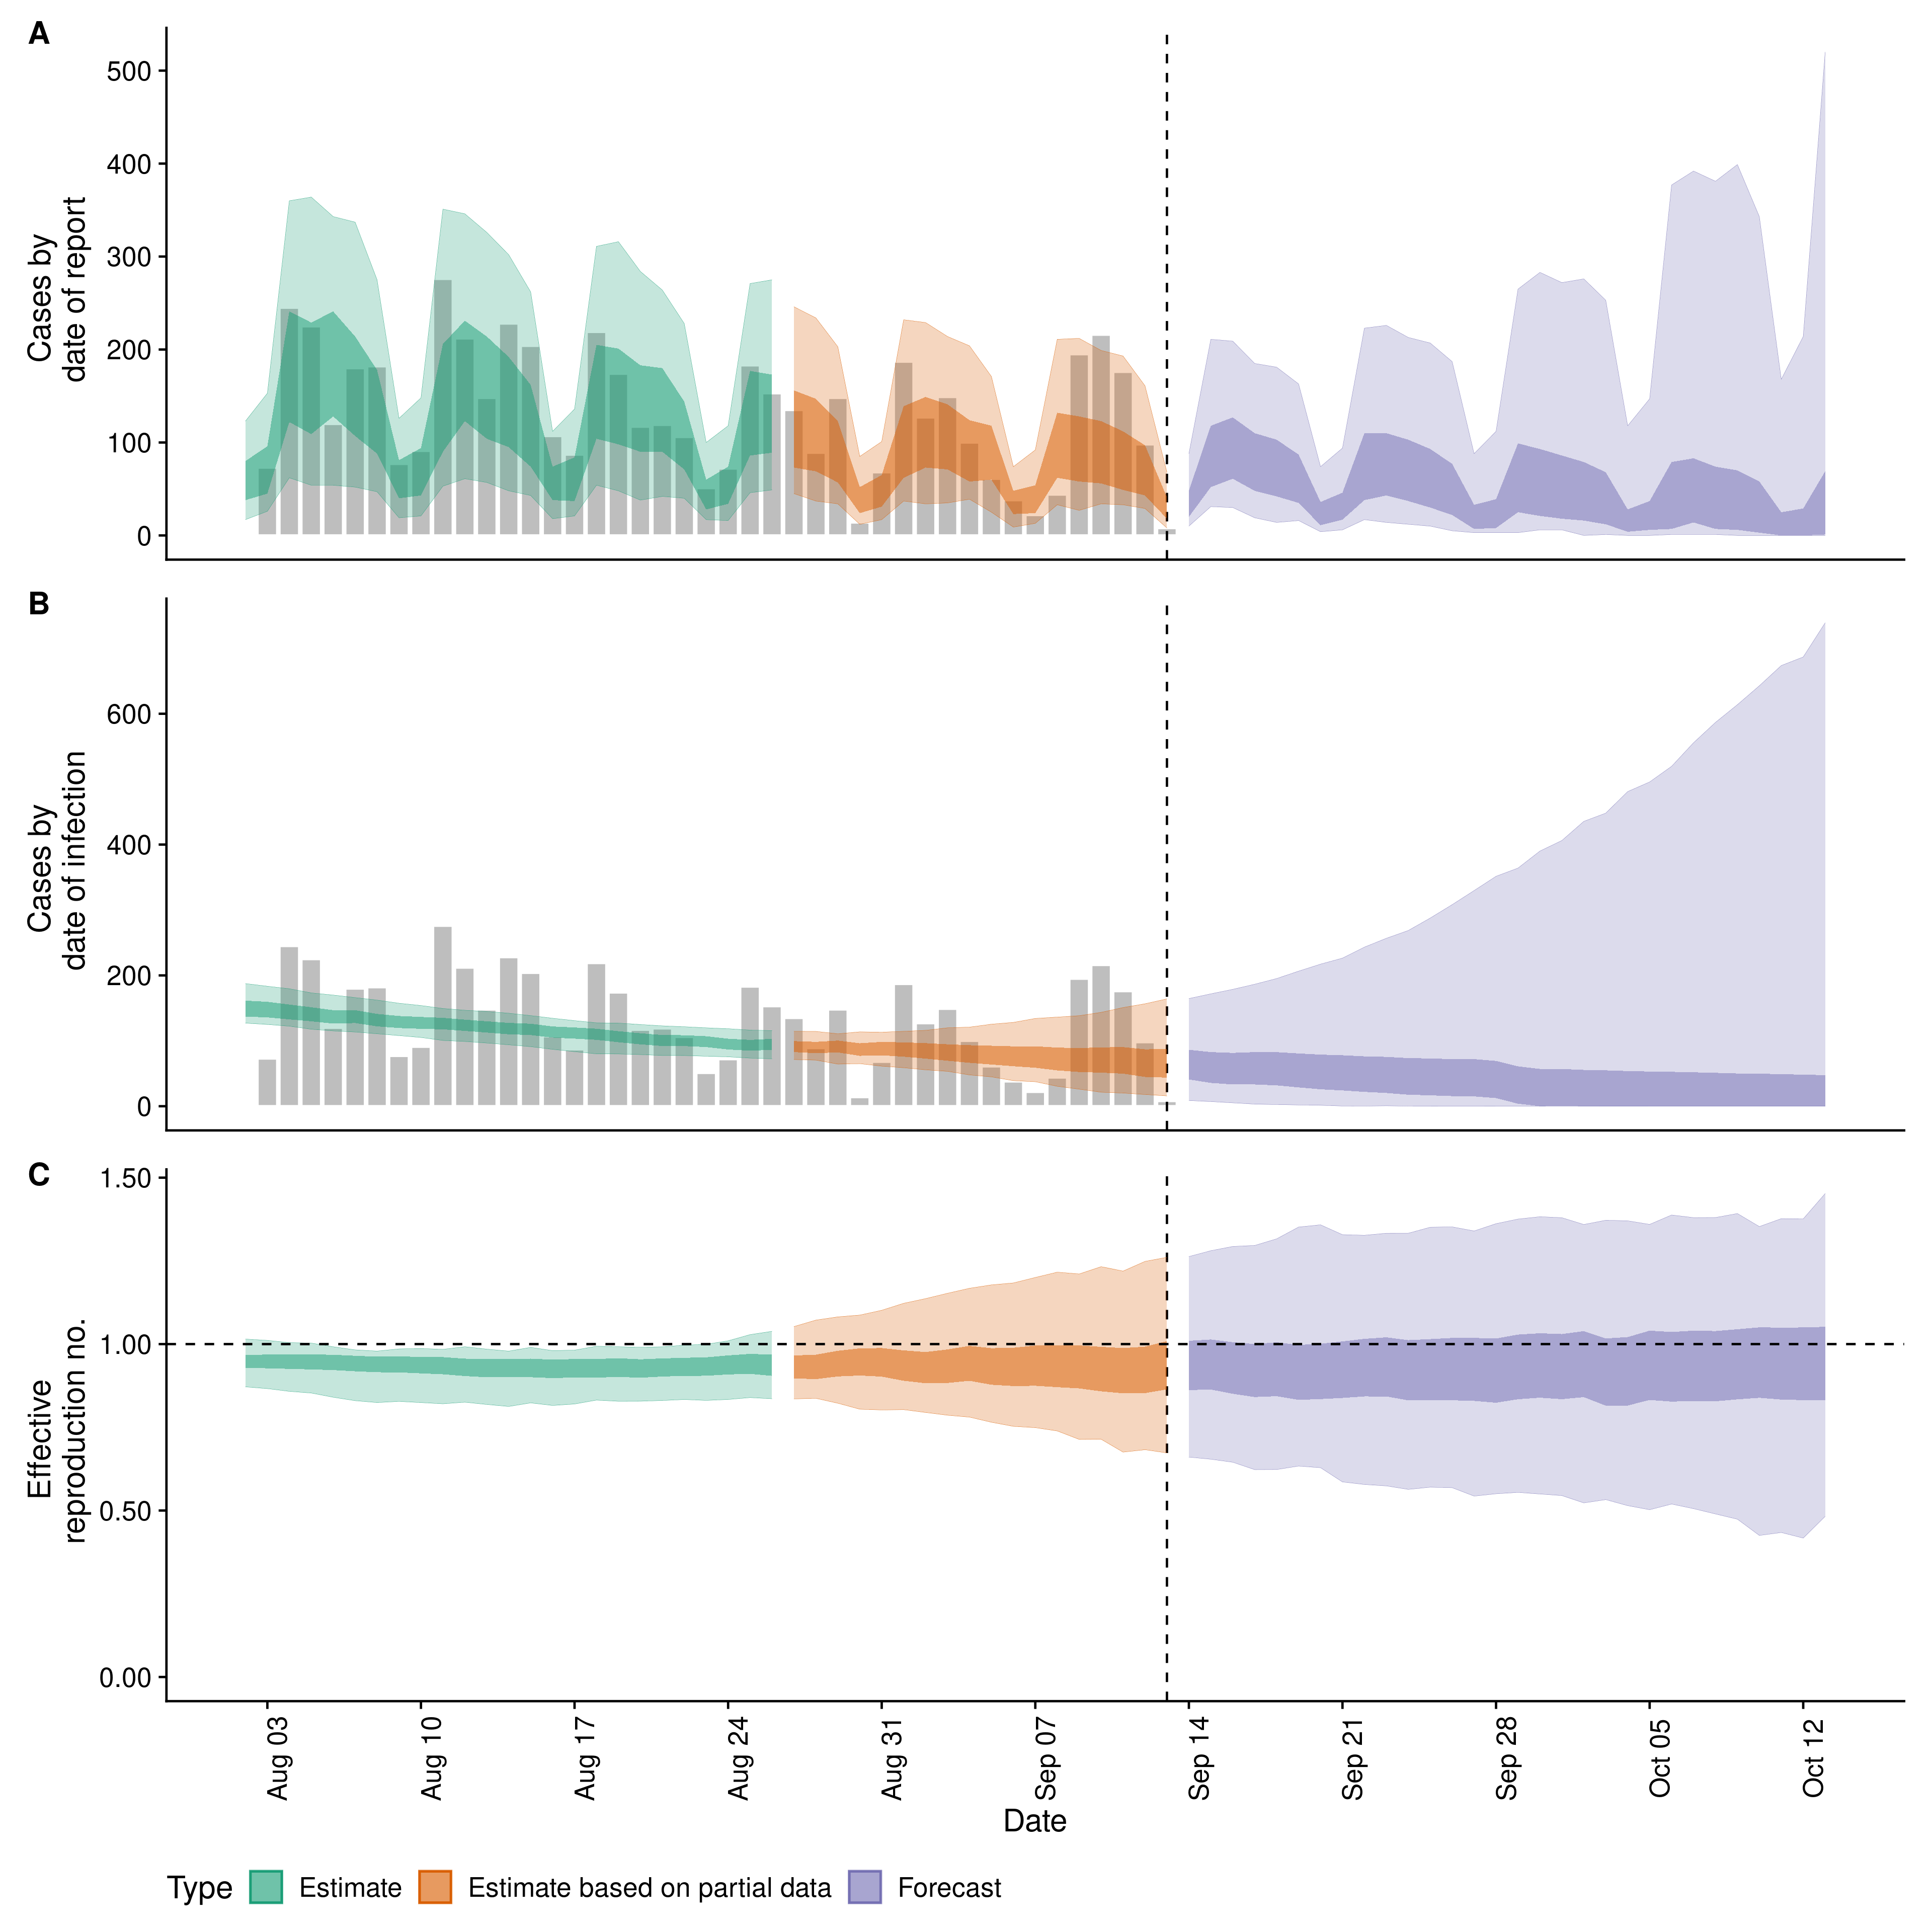 A
500
400
300
200
100
0
Cases by
date of report
B
600
400
200
0
Cases by
date of infection
C
1.50
1.00
0.50
0.00
Effective
reproduction no.
Aug 03
Aug 10
Aug 17
Aug 24
Aug 31
Sep 07
Sep 14
Sep 21
Sep 28
Oct 05
Oct 12
Date
Type Estimate Estimate based on partial data Forecast